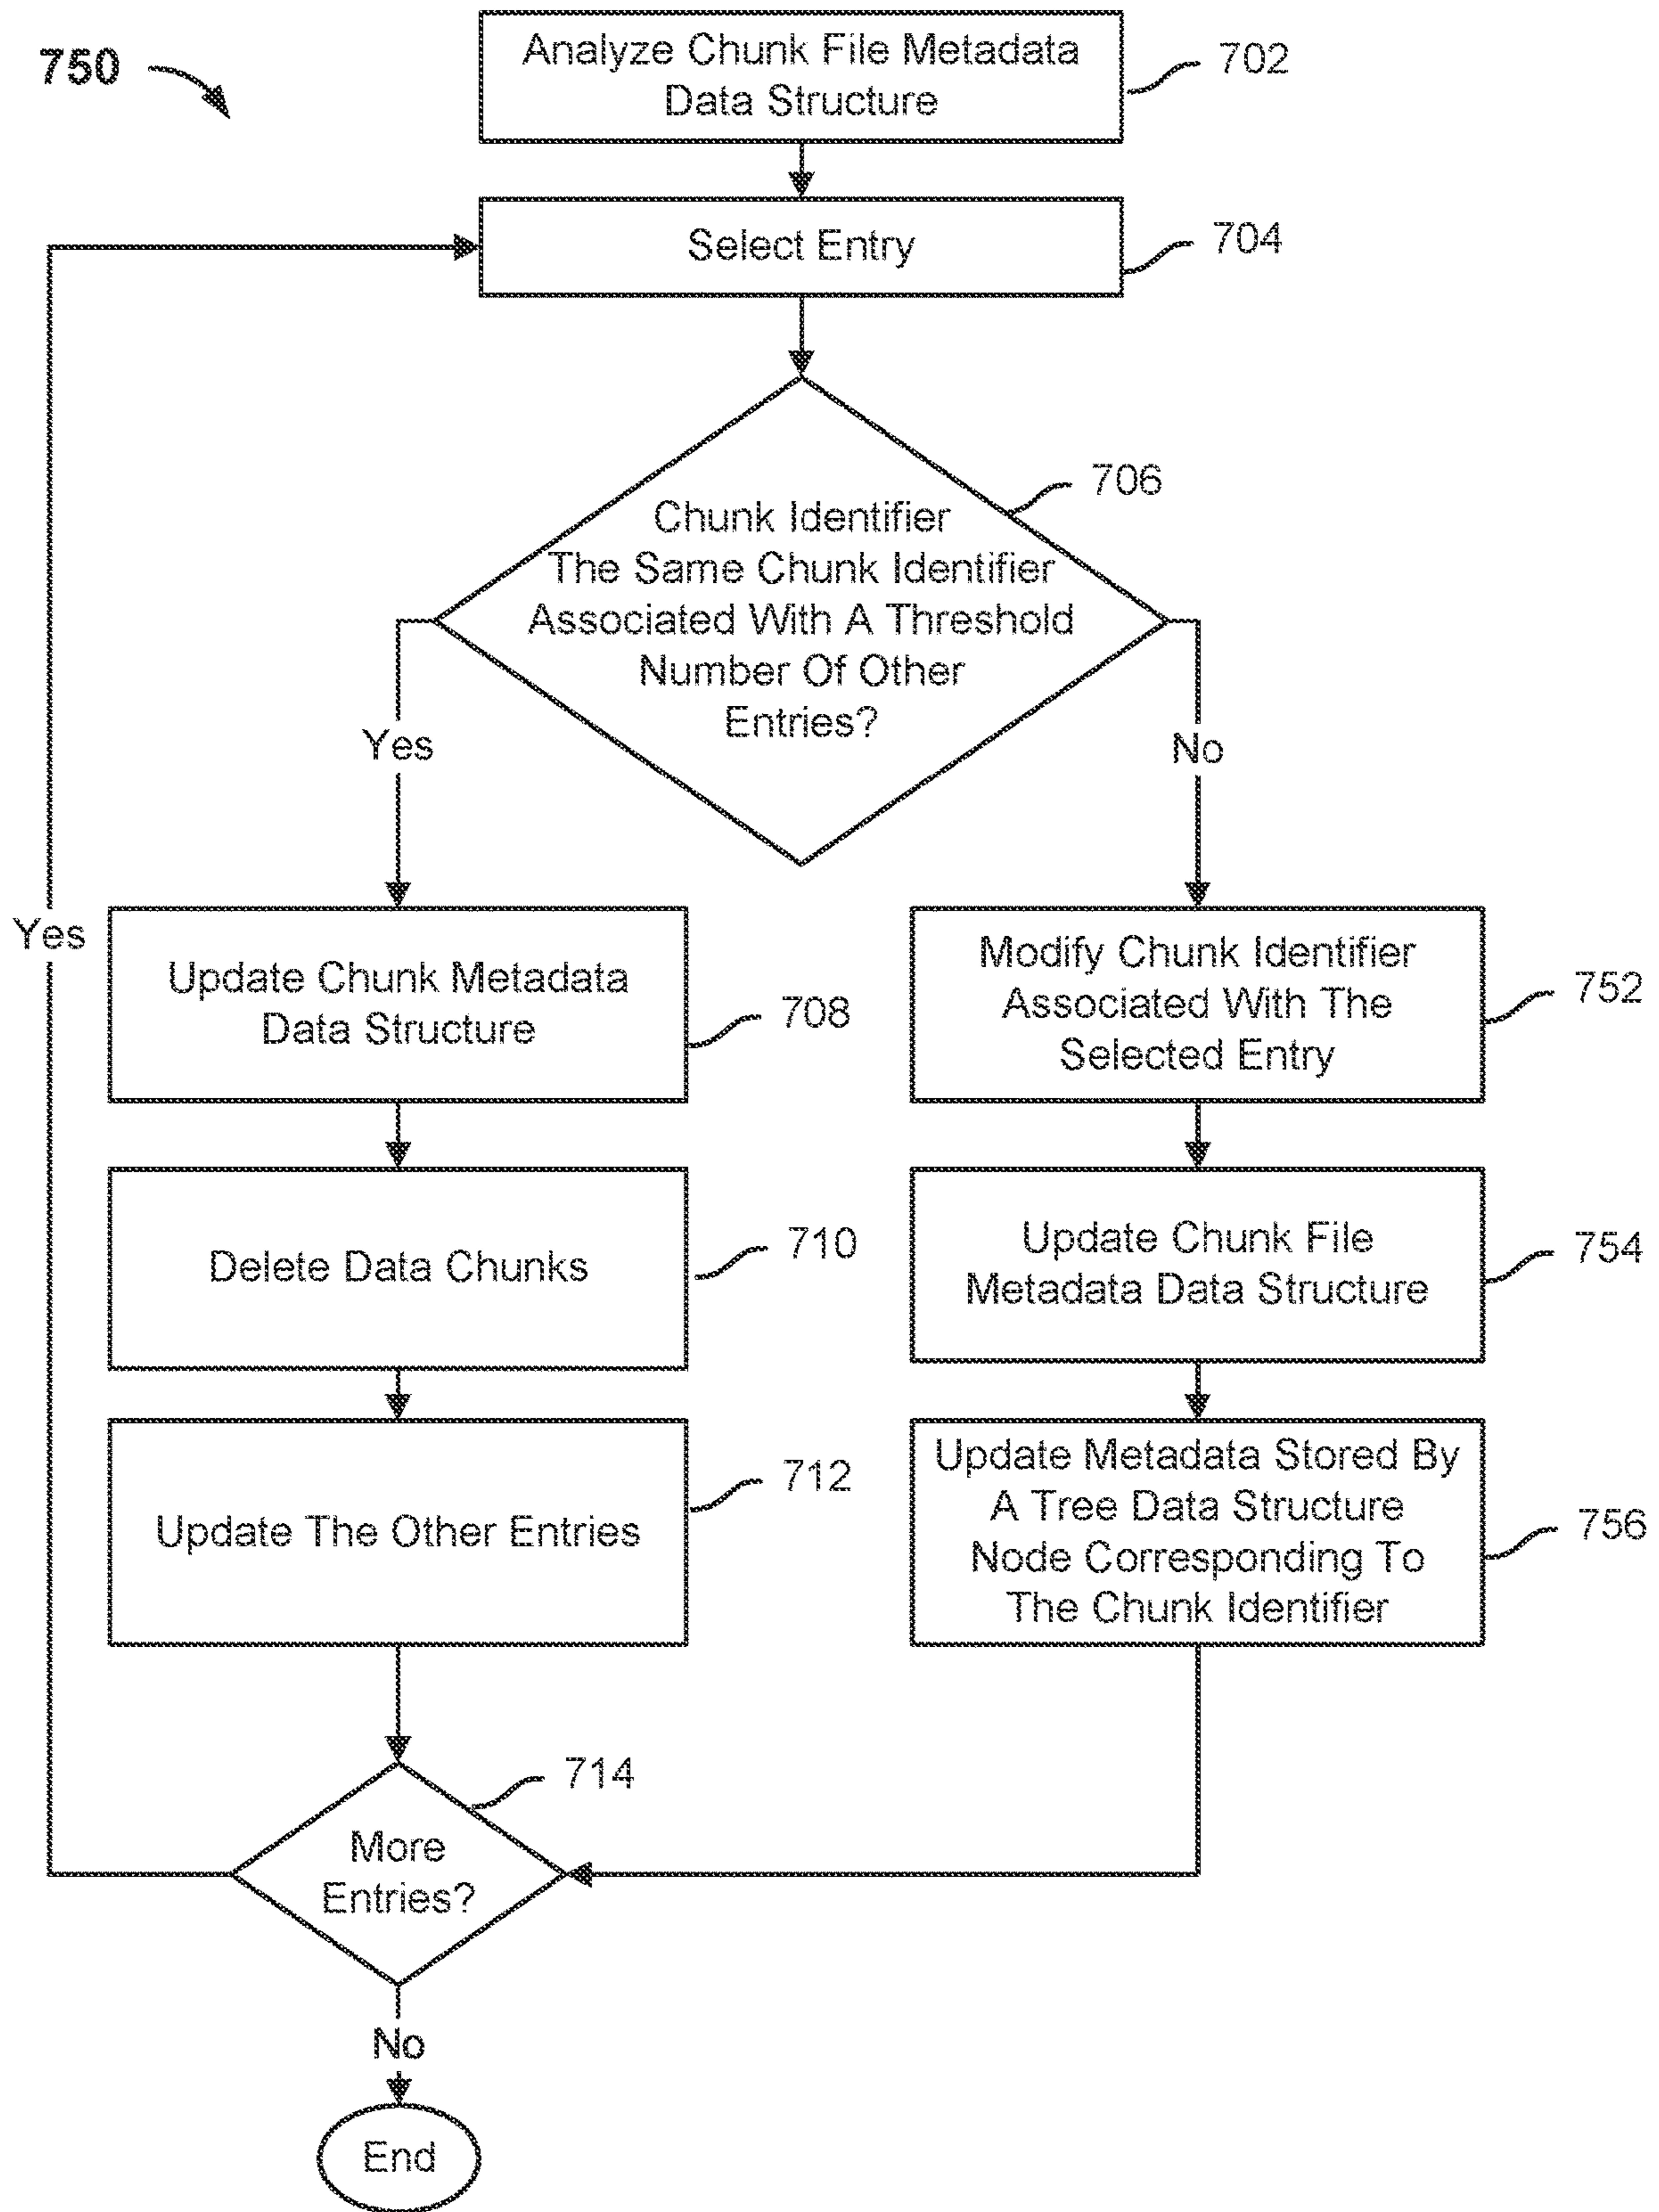 750
Analyze Chunk File Metadata
Data Structure
702
Select Entry
704
706
Chunk Identifier
The Same Chunk Identifier
Associated With A Threshold
Number Of Other
Entries?
Yes
No
Yes
Update Chunk Metadata
Data Structure
708
Modify Chunk Identifier
Associated With The
Selected Entry
752
Delete Data Chunks
710
Update Chunk File
Metadata Data Structure
754
Update The Other Entries
712
Update Metadata Stored By
A Tree Data Structure
Node Corresponding To
The Chunk Identifier
756
714
More
Entries?
No
End